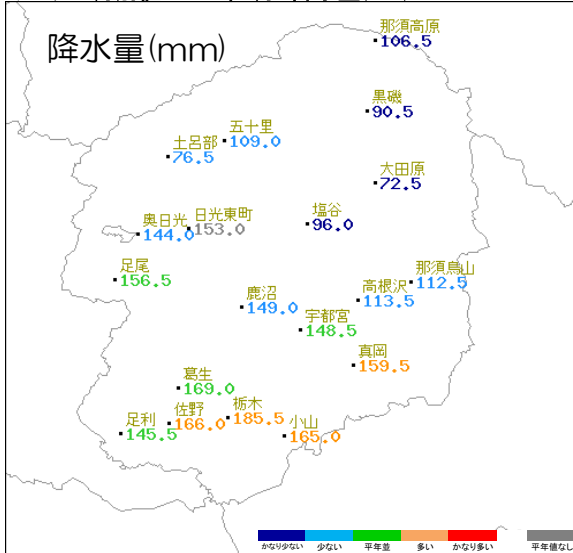 降水量(mm)
那須高原
106.5
黒磯
90.5
五十里
109.0
土呂部
76.5
大田原
72.5
塩谷
96.0
日光東町
153.0
奥日光
144.0
足尾
156.5
那須烏山
112.5
高根沢
113.5
鹿沼
149.0
宇都宮
148.5
真岡
159.5
葛生
169.0
佐野
166.0
栃木
185.5
足利
145.5
小山
165.0
かなり少ない 少ない 平年並 多い かなり多い 平年値なし